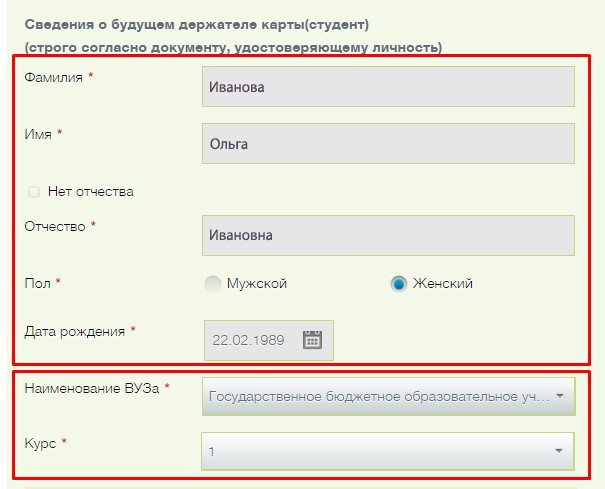 Сведения о будущем держателе карты(студент)
(строго согласно документу, удостоверяющему личность)
Фамилия * Иванова
Имя * Ольга
Нет отчества
Отчество * Ивановна
Пол * Мужской Женский
Дата рождения * 22.02.1989
Наименование ВУЗа * Государственное бюджетное образовательное уч...
Курс * 1